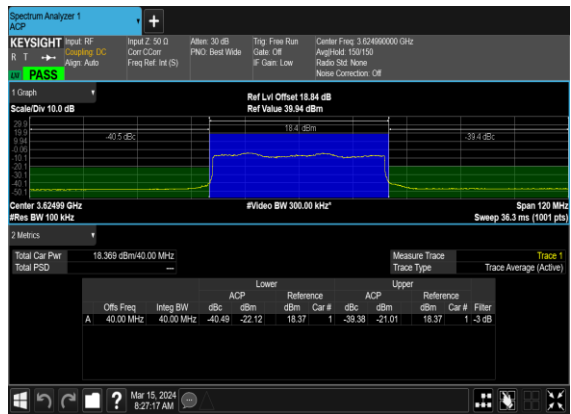 Spectrum Analyzer 1
ACP
KEYSIGHT Input: RF Input Z: 50 Ω Atten: 30 dB Trig: Free Run Center Freq: 3.624990000 GHz
R T Coupling: DC Corr CCorr PNO: Best Wide Gate: Off Avg|Hold: 150/150
Align: Auto Freq Ref: Int (S) IF Gain: Low Radio Std: None
PASS Noise Correction: Off
1 Graph
Scale/Div 10.0 dB Ref Lvl Offset 18.84 dB
Ref Value 39.94 dBm
29.9
19.9
9.94
-0.06
-10.1
-20.1
-30.1
-40.1
-50.1
-40.5 dBc 18.4 dBm -39.4 dBc
Center 3.62499 GHz #Video BW 300.00 kHz* Span 120 MHz
#Res BW 100 kHz Sweep 36.3 ms (1001 pts)
2 Metrics
Total Car Pwr 18.369 dBm/40.00 MHz Measure Trace Trace 1
Total PSD --- Trace Type Trace Average (Active)
Lower Upper
ACP Reference ACP Reference
Offs Freq Integ BW dBc dBm dBm Car # dBc dBm dBm Car # Filter
A 40.00 MHz 40.00 MHz -40.49 -22.12 18.37 1 -39.38 -21.01 18.37 1 -3 dB
? Mar 15, 2024
8:27:17 AM